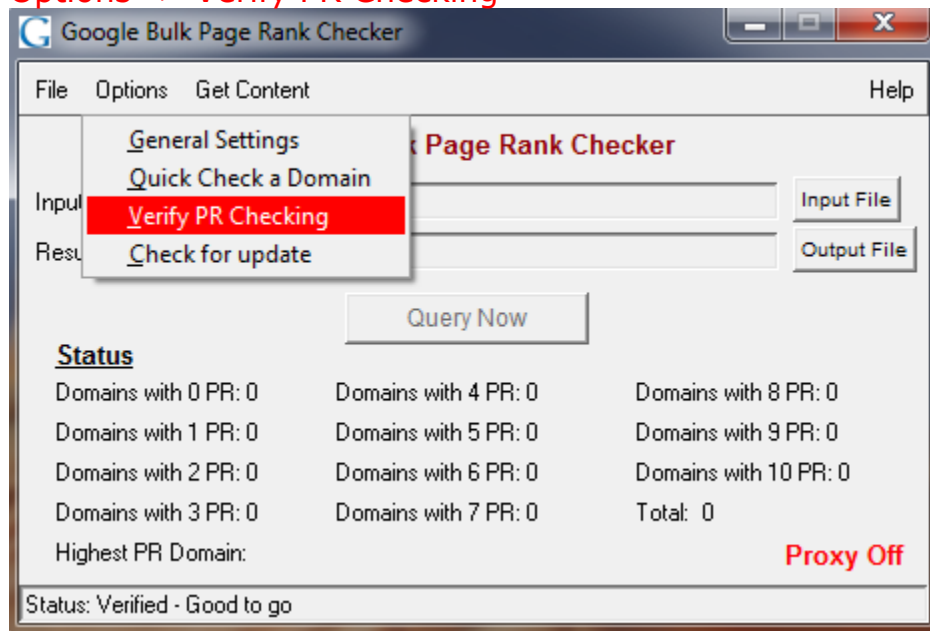 Options -> Verify PR Checking
Google Bulk Page Rank Checker
File Options Get Content Help
General Settings
Page Rank Checker
Quick Check a Domain
Input File
Verify PR Checking
Output File
Check for update
Query Now
Status
Domains with 0 PR: 0 Domains with 4 PR: 0 Domains with 8 PR: 0
Domains with 1 PR: 0 Domains with 5 PR: 0 Domains with 9 PR: 0
Domains with 2 PR: 0 Domains with 6 PR: 0 Domains with 10 PR: 0
Domains with 3 PR: 0 Domains with 7 PR: 0 Total: 0
Highest PR Domain: Proxy Off
Status: Verified - Good to go